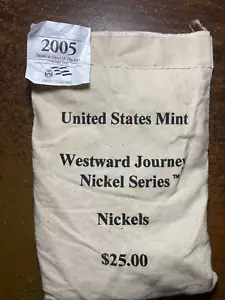 2005
United States Mint
Westward Journey
Nickel Series™
Nickels
$25.00